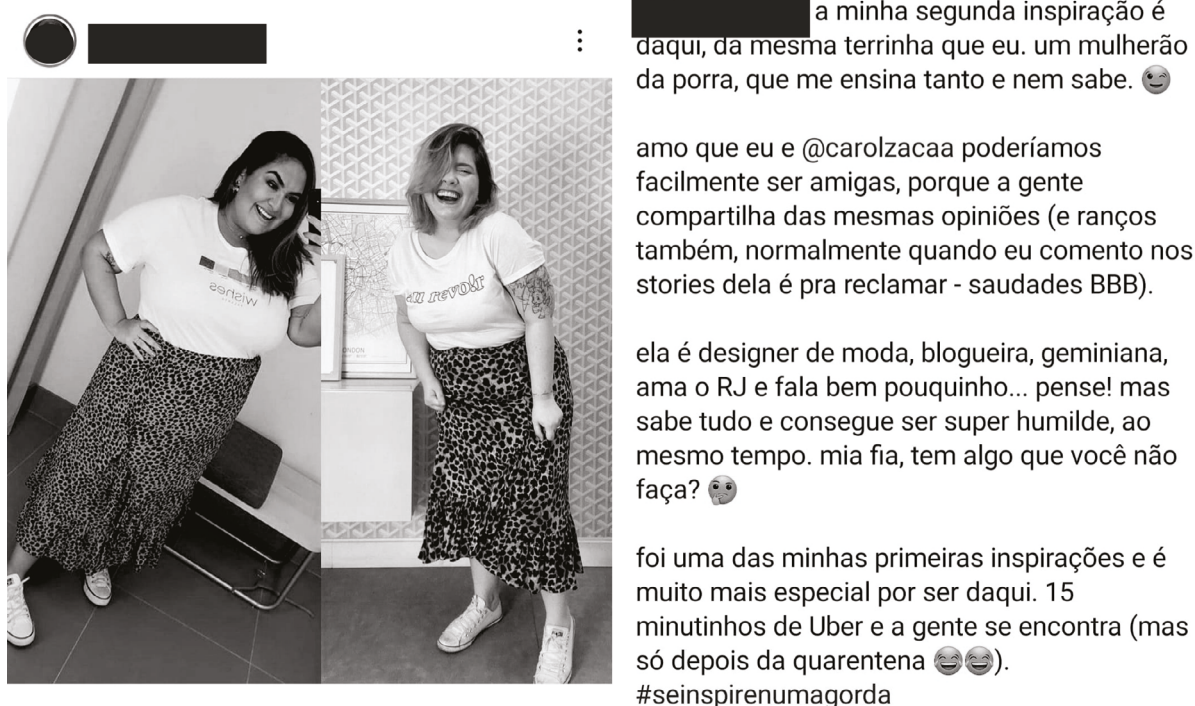 wishes
au revoir
LONDON
a minha segunda inspiração é
daqui, da mesma terrinha que eu. um mulherão
da porra, que me ensina tanto e nem sabe. 😉
amo que eu e @carolzacaa poderíamos
facilmente ser amigas, porque a gente
compartilha das mesmas opiniões (e ranços
também, normalmente quando eu comento nos
stories dela é pra reclamar - saudades BBB).
ela é designer de moda, blogueira, geminiana,
ama o RJ e fala bem pouquinho... pense! mas
sabe tudo e consegue ser super humilde, ao
mesmo tempo. mia fia, tem algo que você não
faça? 🤔
foi uma das minhas primeiras inspirações e é
muito mais especial por ser daqui. 15
minutinhos de Uber e a gente se encontra (mas
só depois da quarentena 😂😂).
#seinspirenumagorda